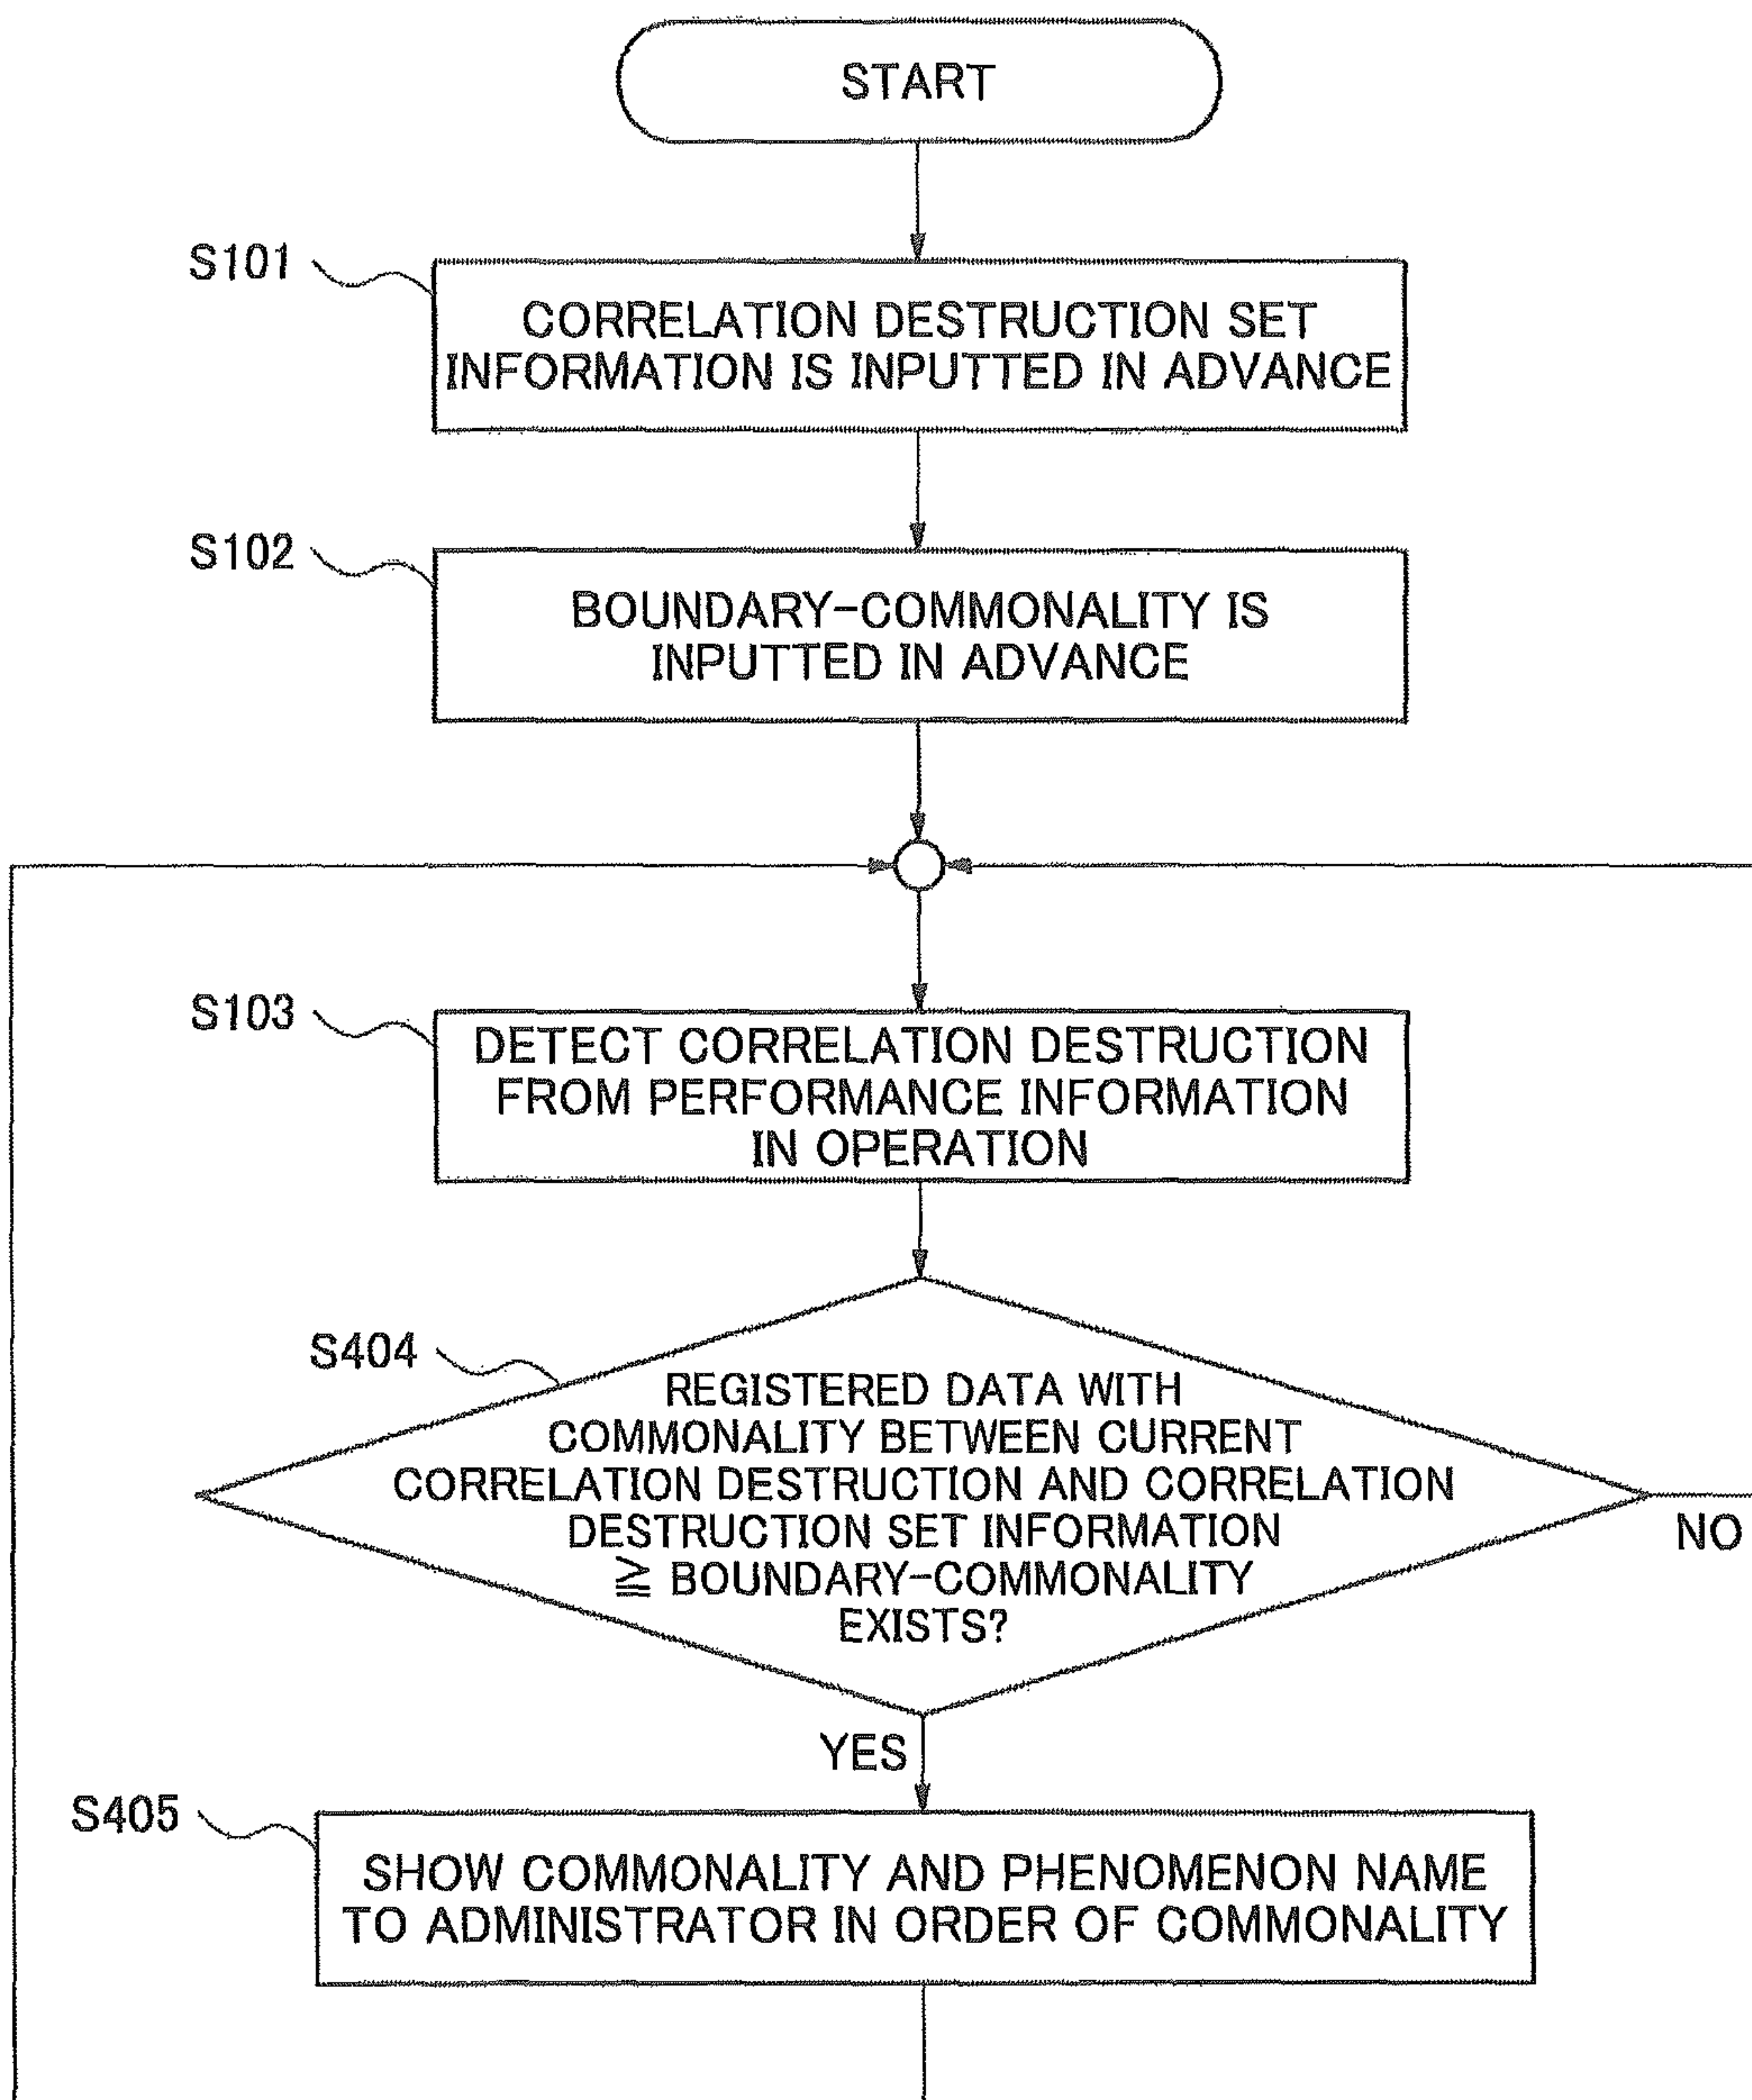 START
S101
CORRELATION DESTRUCTION SET
INFORMATION IS INPUTTED IN ADVANCE
S102
BOUNDARY-COMMONALITY IS
INPUTTED IN ADVANCE
S103
DETECT CORRELATION DESTRUCTION
FROM PERFORMANCE INFORMATION
IN OPERATION
S404
REGISTERED DATA WITH
COMMONALITY BETWEEN CURRENT
CORRELATION DESTRUCTION AND CORRELATION
DESTRUCTION SET INFORMATION
≧ BOUNDARY-COMMONALITY
EXISTS?
NO
YES
S405
SHOW COMMONALITY AND PHENOMENON NAME
TO ADMINISTRATOR IN ORDER OF COMMONALITY